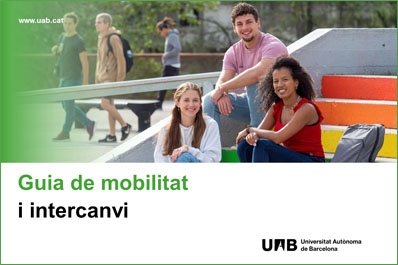 www.uab.cat
Guia de mobilitat
i intercanvi
UAB
Universitat Autònoma
de Barcelona